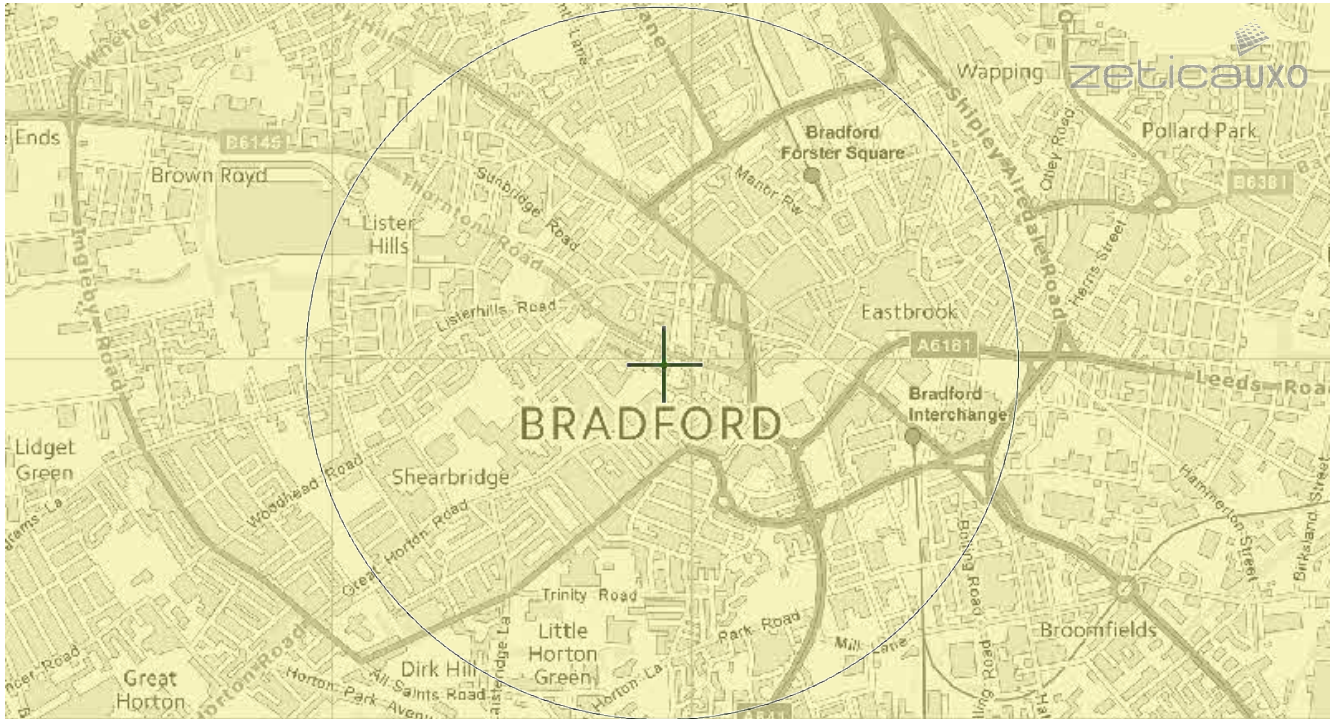 Whetley
Hill
Lane
Lane
Wapping
zeticauxo
Shipley Airedale Road
Otley Road
Pollard Park
Ends
B6145
Bradford
Forster Square
Brown Royd
Sunbridge Road
Manor Rw
B6381
Thornton Road
Lister
Hills
Harris Street
Ingleby Road
Listerhills Road
Eastbrook
A6181
Leeds Road
Bradford
Interchange
BRADFORD
Lidget
Green
Shearbridge
Woodhead Road
Great Horton Road
Hammerton Street
Birksland Street
Bolling Road
Trinity Road
Park Road
Mill Lane
Little
Horton
Green
Broomfields
Dirk Hill
All Saints Road
Horton Park Avenue
Horton La
Great
Horton
Horton Road